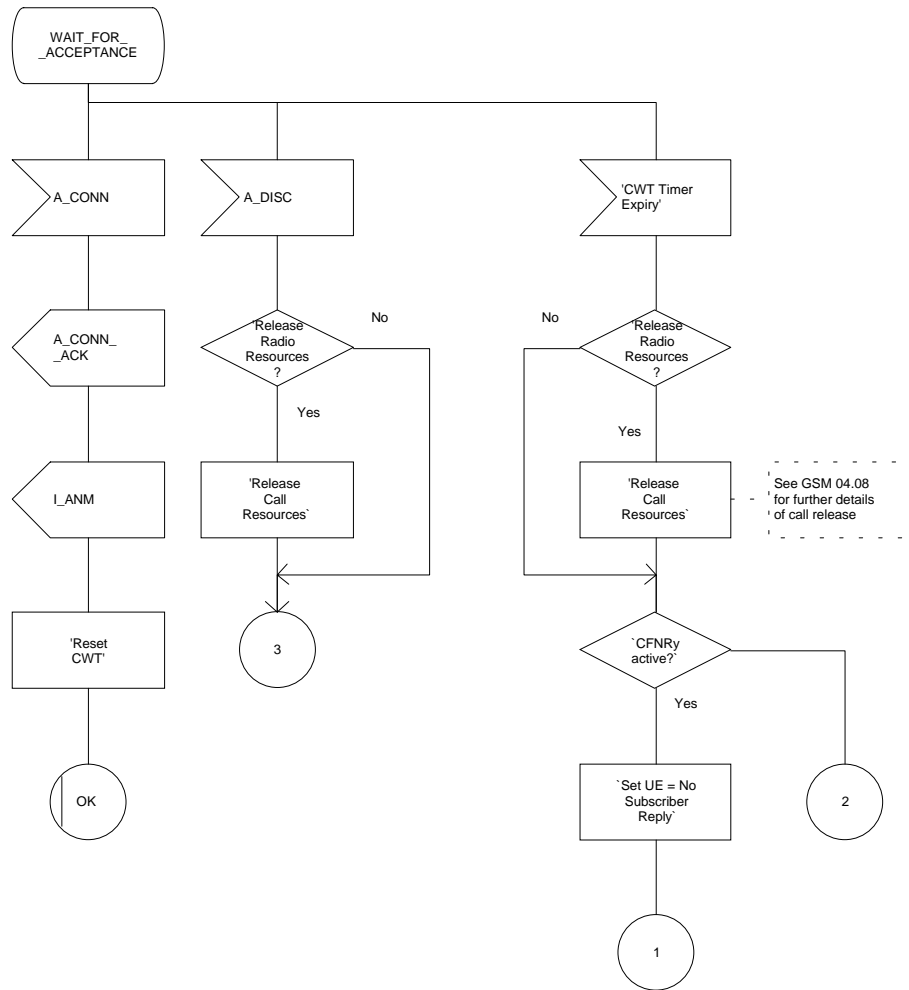 WAIT_FOR_
_ACCEPTANCE
A_CONN
A_DISC
'CWT Timer
Expiry'
A_CONN_
_ACK
'Release
Radio
Resources
?
No
Yes
No
'Release
Radio
Resources
?
Yes
I_ANM
'Release
Call
Resources`
'Release
Call
Resources`
See GSM 04.08
for further details
of call release
'Reset
CWT'
3
`CFNRy
active?`
Yes
OK
`Set UE = No
Subscriber
Reply`
2
1